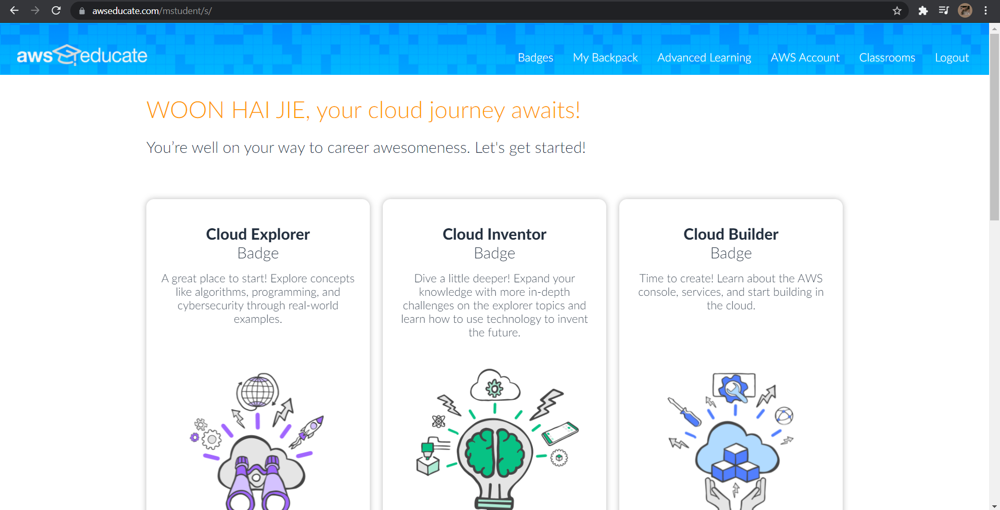 awseducate.com/mstudent/s/
aws educate
Badges My Backpack Advanced Learning AWS Account Classrooms Logout
WOON HAI JIE, your cloud journey awaits!
You’re well on your way to career awesomeness. Let's get started!
Cloud Explorer
Badge
A great place to start! Explore concepts
like algorithms, programming, and
cybersecurity through real-world
examples.
Cloud Inventor
Badge
Dive a little deeper! Expand your
knowledge with more in-depth
challenges on the explorer topics and
learn how to use technology to invent
the future.
Cloud Builder
Badge
Time to create! Learn about the AWS
console, services, and start building in
the cloud.